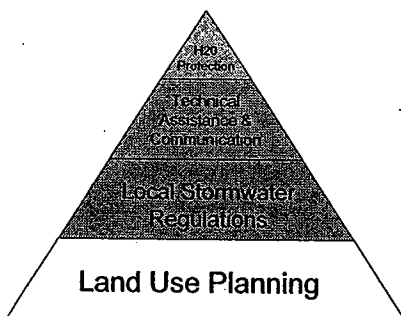 H20
Protection
Technical
Assistance &
Communication
Local Stormwater
Regulations
Land Use Planning